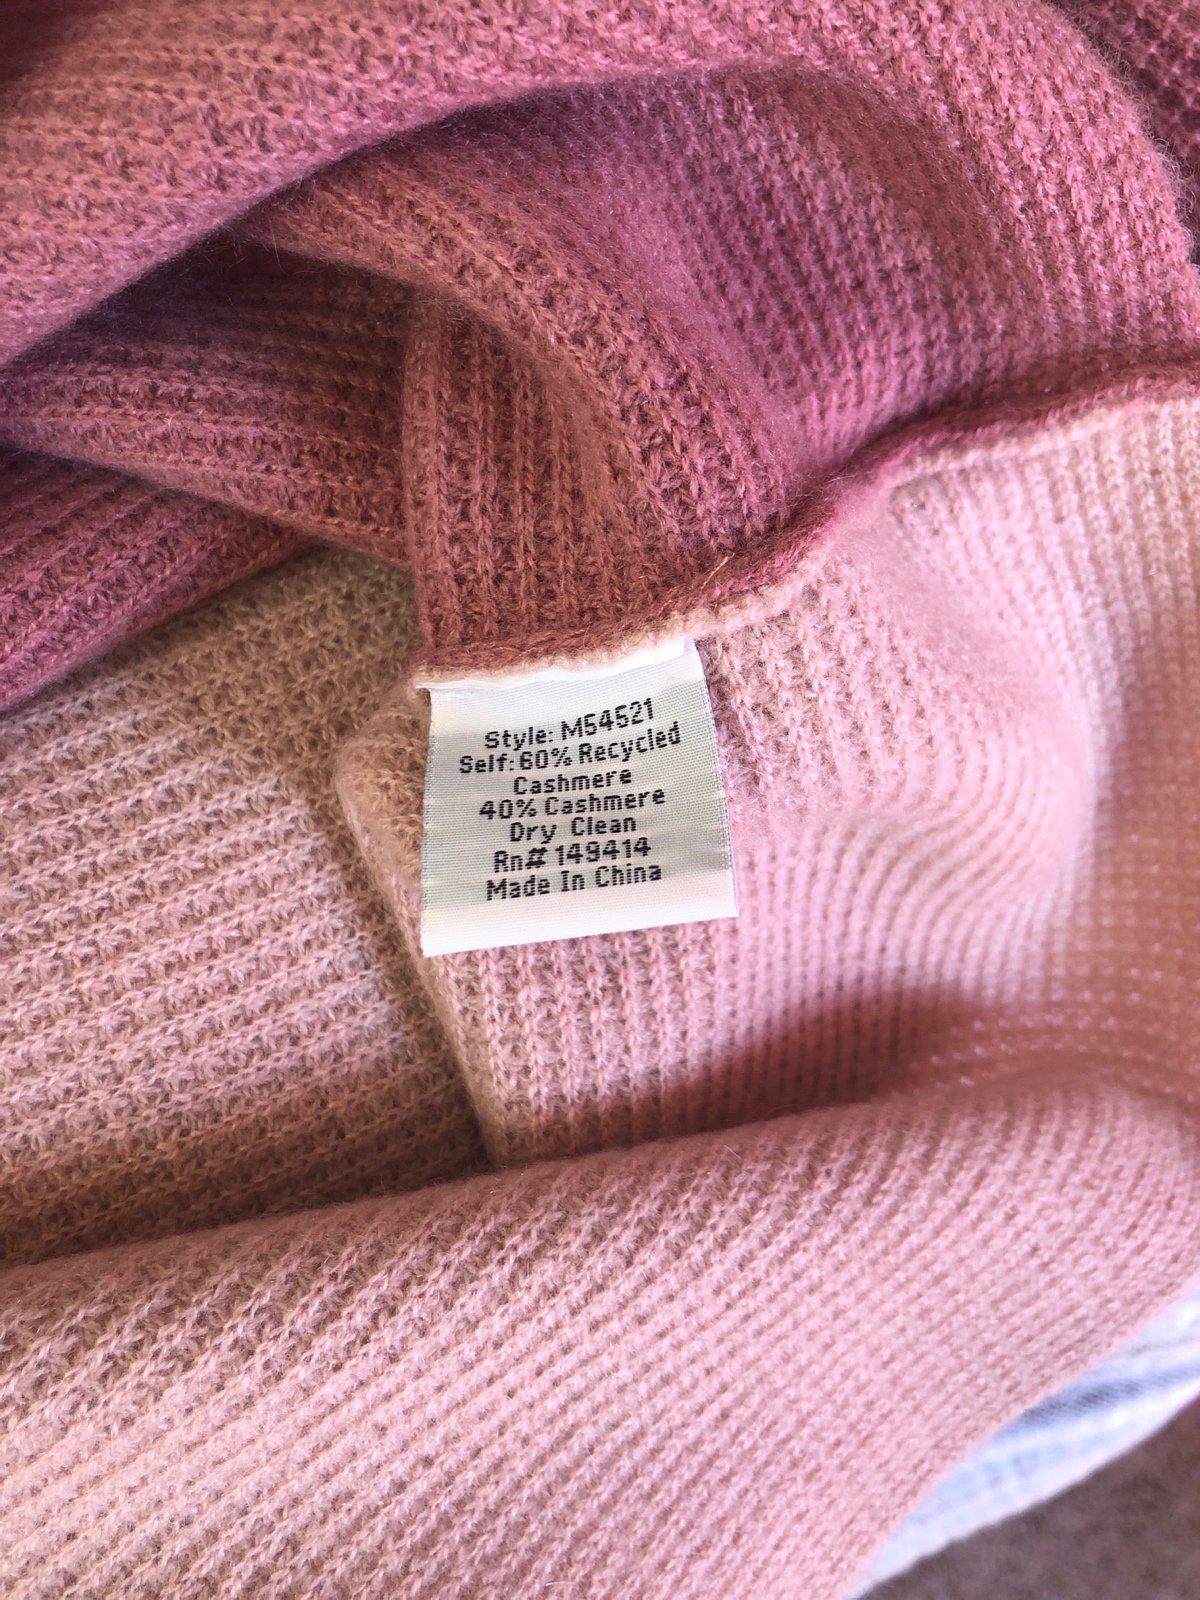 Style: M54521
Self: 60% Recycled
Cashmere
40% Cashmere
Dry Clean
Rn# 149414
Made In China